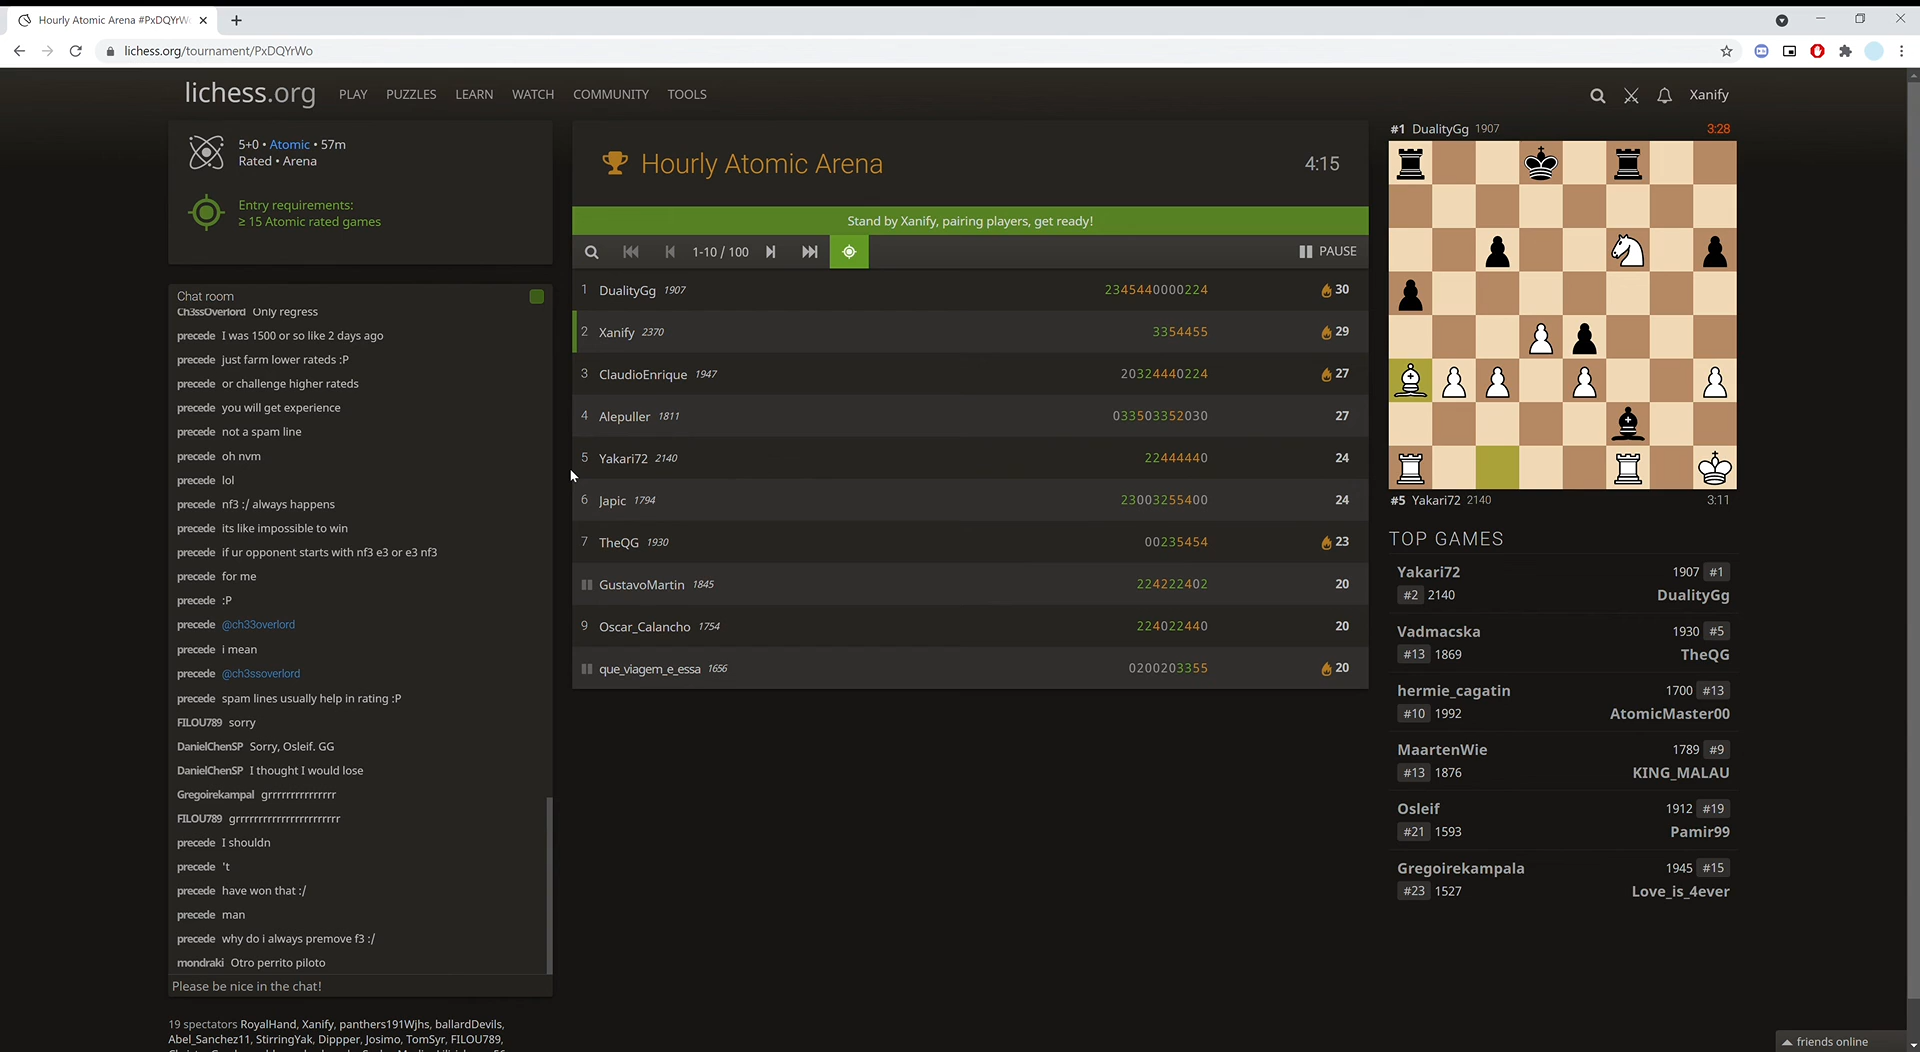 Hourly Atomic Arena #PxDQYrW
lichess.org/tournament/PxDQYrWo
lichess.org
PLAY PUZZLES LEARN WATCH COMMUNITY TOOLS
Xanify
5+0 • Atomic • 57m
Rated • Arena
Entry requirements:
≥ 15 Atomic rated games
Chat room
Ch3ssOverlord Only regress
precede I was 1500 or so like 2 days ago
precede just farm lower rateds :P
precede or challenge higher rateds
precede you will get experience
precede not a spam line
precede oh nvm
precede lol
precede nf3 :/ always happens
precede its like impossible to win
precede if ur opponent starts with nf3 e3 or e3 nf3
precede for me
precede :P
precede @ch33overlord
precede i mean
precede @ch3ssoverlord
precede spam lines usually help in rating :P
FILOU789 sorry
DanielChenSP Sorry, Osleif. GG
DanielChenSP I thought I would lose
Gregoirekampal grrrrrrrrrrrrrrr
FILOU789 grrrrrrrrrrrrrrrrrrrrrr
precede I shouldn
precede 't
precede have won that :/
precede man
precede why do i always premove f3 :/
mondraki Otro perrito piloto
Please be nice in the chat!
19 spectators RoyalHand, Xanify, panthers191Wjhs, ballardDevils,
Abel_Sanchez11, StirringYak, Dippper, Josimo, TomSyr, FILOU789,
Hourly Atomic Arena 4:15
Stand by Xanify, pairing players, get ready!
1-10 / 100 PAUSE
1 DualityGg 1907 2345440000224 30
2 Xanify 2370 3354455 29
3 ClaudioEnrique 1947 20324440224 27
4 Alepuller 1811 033503352030 27
5 Yakari72 2140 22444440 24
6 Japic 1794 23003255400 24
7 TheQG 1930 00235454 23
GustavoMartin 1845 224222402 20
9 Oscar_Calancho 1754 224022440 20
que_viagem_e_essa 1656 0200203355 20
#1 DualityGg 1907 3:28
#5 Yakari72 2140 3:11
TOP GAMES
Yakari72 1907 #1
#2 2140 DualityGg
Vadmacska 1930 #5
#13 1869 TheQG
hermie_cagatin 1700 #13
#10 1992 AtomicMaster00
MaartenWie 1789 #9
#13 1876 KING_MALAU
Osleif 1912 #19
#21 1593 Pamir99
Gregoirekampala 1945 #15
#23 1527 Love_is_4ever
friends online